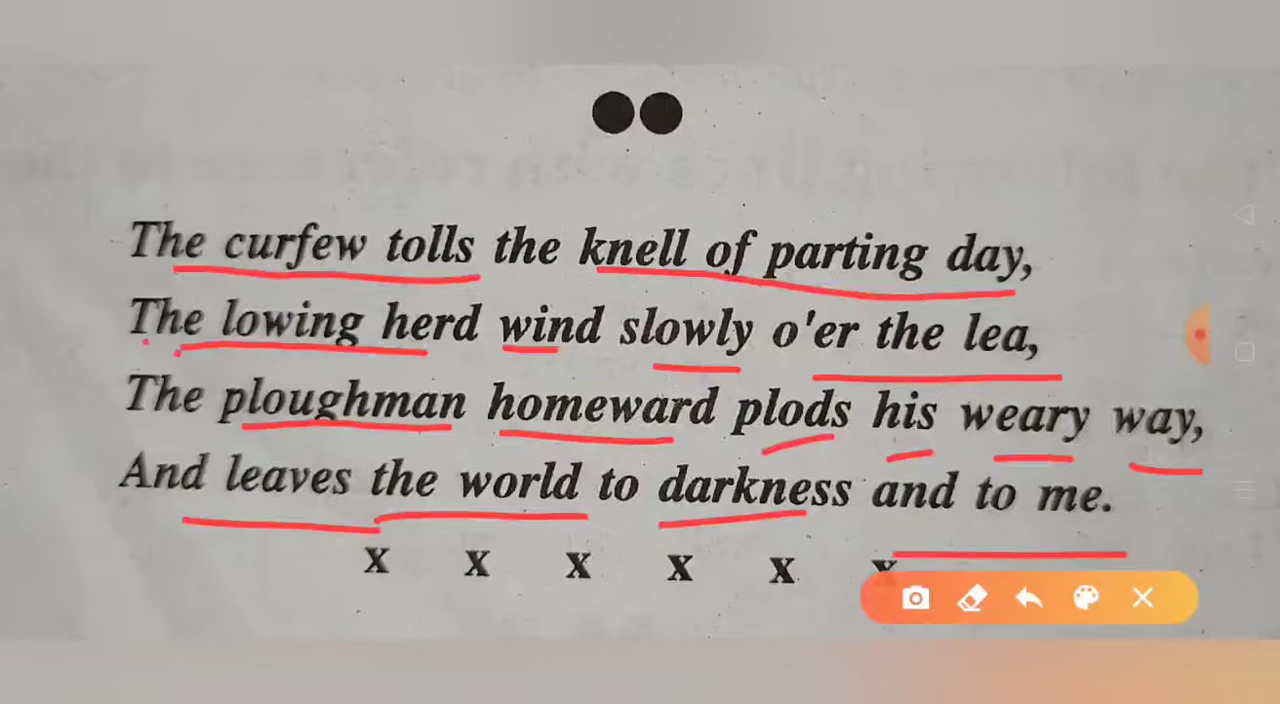 The curfew tolls the knell of parting day,
The lowing herd wind slowly o'er the lea,
The ploughman homeward plods his weary way,
And leaves the world to darkness and to me.
x x x x x x